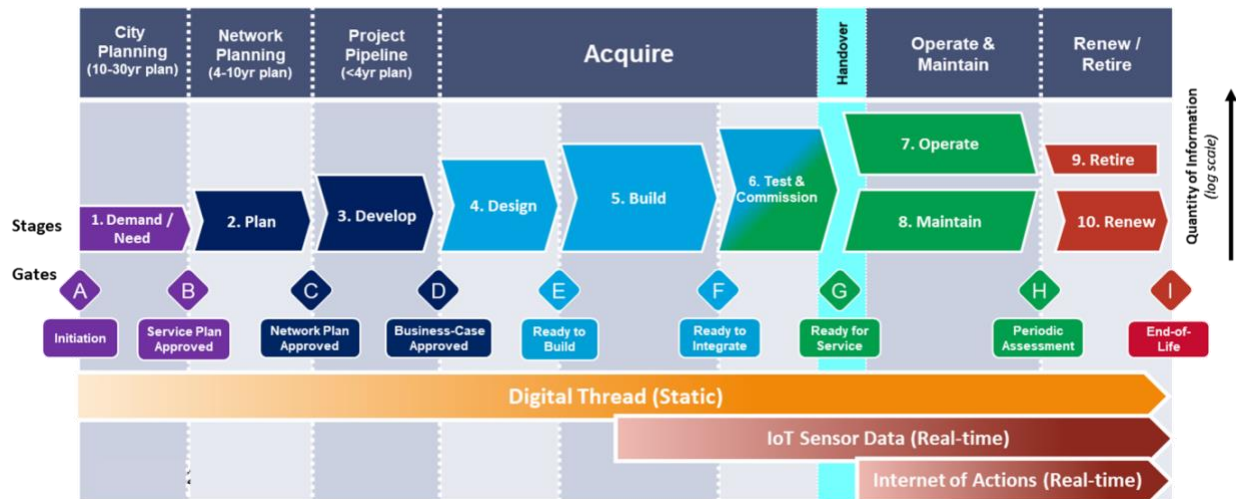 City
Planning
(10-30yr plan)
Network
Planning
(4-10yr plan)
Project
Pipeline
(<4yr plan)
Acquire
Handover
Operate &
Maintain
Renew /
Retire
Quantity of Information
(log scale)
Stages
1. Demand /
Need
2. Plan
3. Develop
4. Design
5. Build
6. Test &
Commission
7. Operate
8. Maintain
9. Retire
10. Renew
Gates
A
B
C
D
E
F
G
H
I
Initiation
Service Plan
Approved
Network Plan
Approved
Business-Case
Approved
Ready to
Build
Ready to
Integrate
Ready for
Service
Periodic
Assessment
End-of-
Life
Digital Thread (Static)
IoT Sensor Data (Real-time)
Internet of Actions (Real-time)